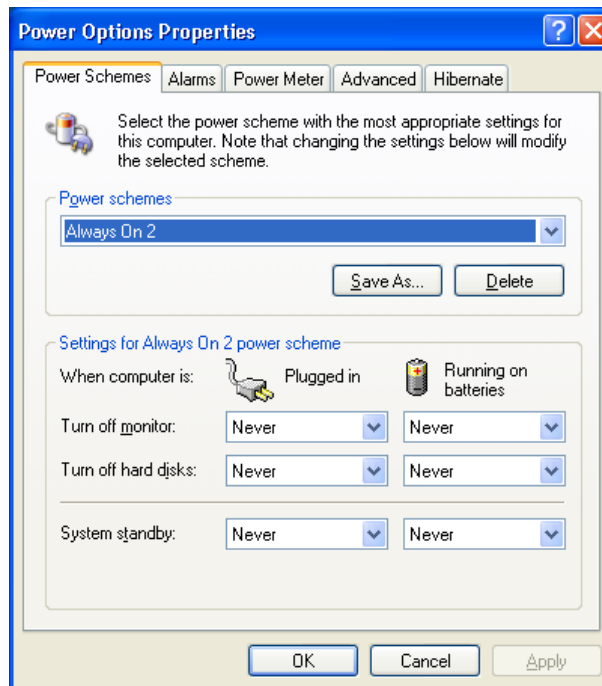 Power Options Properties
Power Schemes Alarms Power Meter Advanced Hibernate
Select the power scheme with the most appropriate settings for
this computer. Note that changing the settings below will modify
the selected scheme.
Power schemes
Always On 2
Save As... Delete
Settings for Always On 2 power scheme
When computer is: Plugged in Running on
batteries
Turn off monitor: Never Never
Turn off hard disks: Never Never
System standby: Never Never
OK Cancel Apply